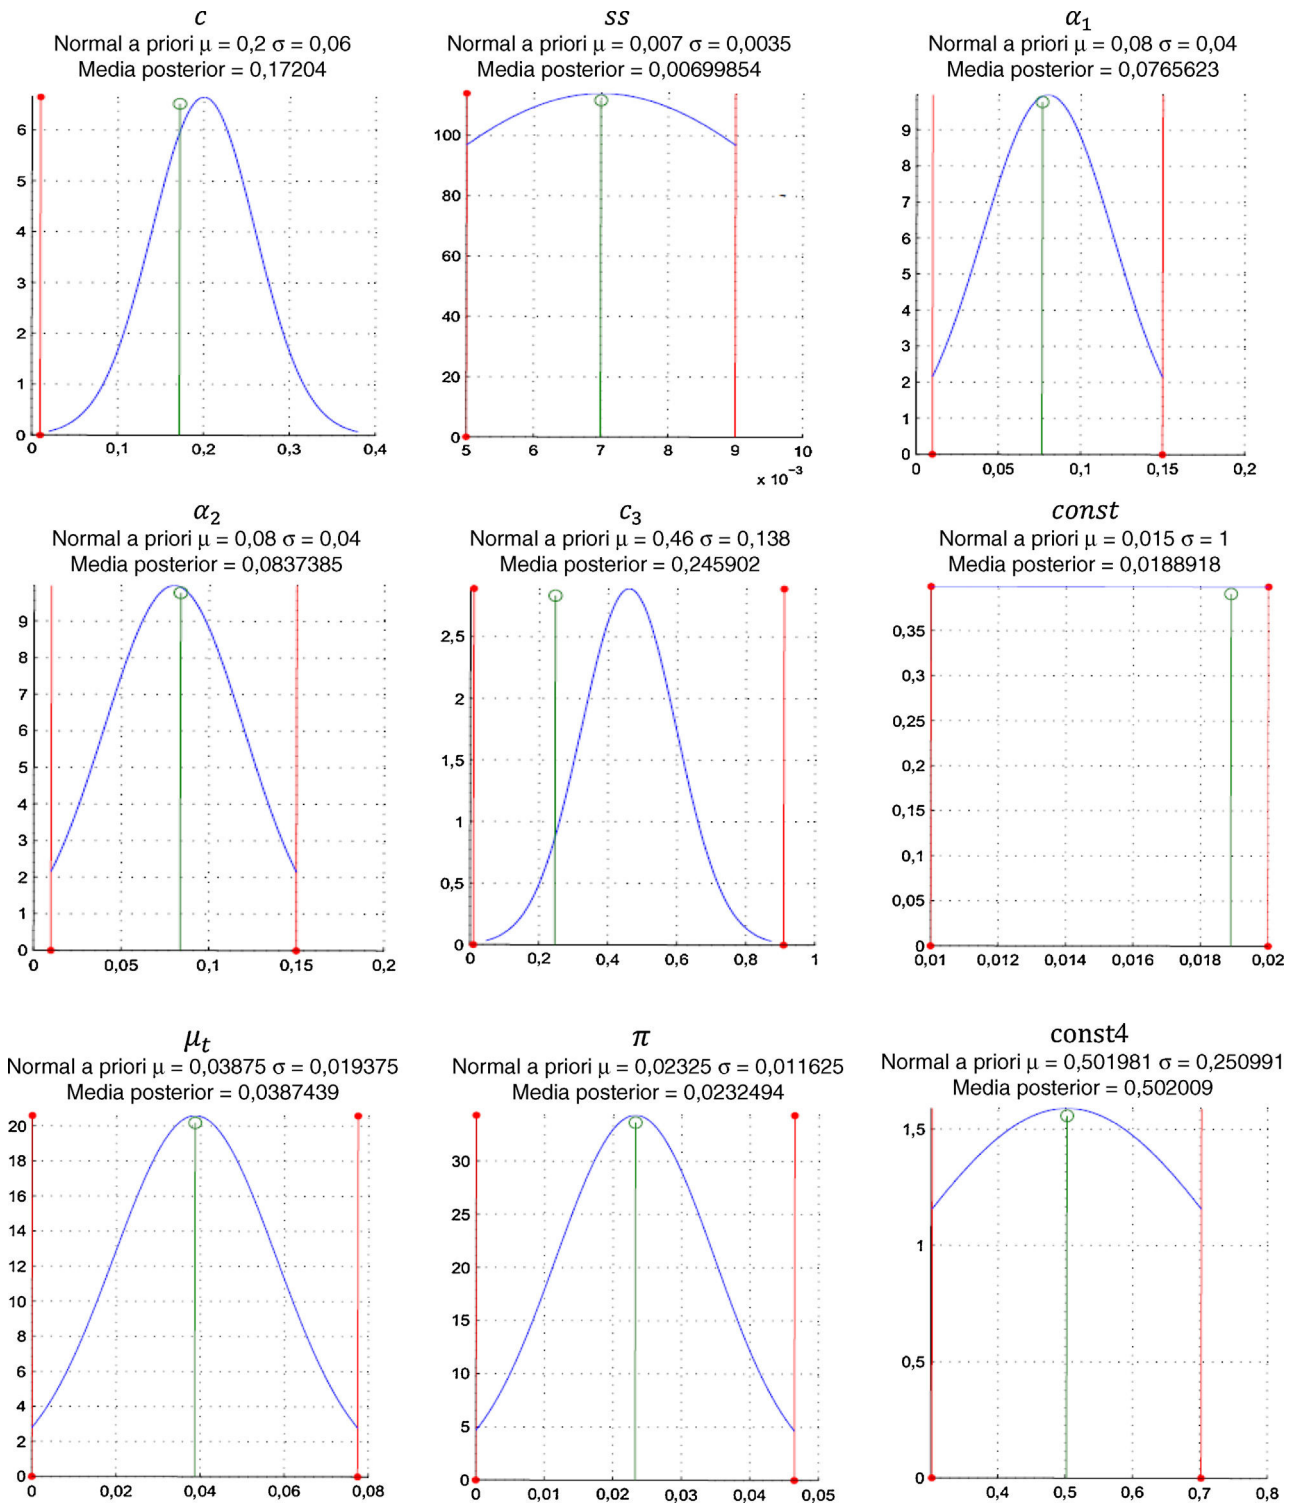 c
Normal a priori μ = 0,2 σ = 0,06
Media posterior = 0,17204
6
5
4
3
2
1
0
0 0,1 0,2 0,3 0,4
ss
Normal a priori μ = 0,007 σ = 0,0035
Media posterior = 0,00699854
100
80
60
40
20
0
5 6 7 8 9 10
x 10⁻³
α₁
Normal a priori μ = 0,08 σ = 0,04
Media posterior = 0,0765623
9
8
7
6
5
4
3
2
1
0
0 0,05 0,1 0,15 0,2
α₂
Normal a priori μ = 0,08 σ = 0,04
Media posterior = 0,0837385
9
8
7
6
5
4
3
2
1
0
0 0,05 0,1 0,15 0,2
c₃
Normal a priori μ = 0,46 σ = 0,138
Media posterior = 0,245902
2,5
2
1,5
1
0,5
0
0 0,2 0,4 0,6 0,8 1
const
Normal a priori μ = 0,015 σ = 1
Media posterior = 0,0188918
0,35
0,3
0,25
0,2
0,15
0,1
0,05
0
0,01 0,012 0,014 0,016 0,018 0,02
μₜ
Normal a priori μ = 0,03875 σ = 0,019375
Media posterior = 0,0387439
20
18
16
14
12
10
8
6
4
2
0
0 0,02 0,04 0,06 0,08
π
Normal a priori μ = 0,02325 σ = 0,011625
Media posterior = 0,0232494
30
25
20
15
10
5
0
0 0,01 0,02 0,03 0,04 0,05
const4
Normal a priori μ = 0,501981 σ = 0,250991
Media posterior = 0,502009
1,5
1
0,5
0
0,4 0,5 0,6 0,7 0,8